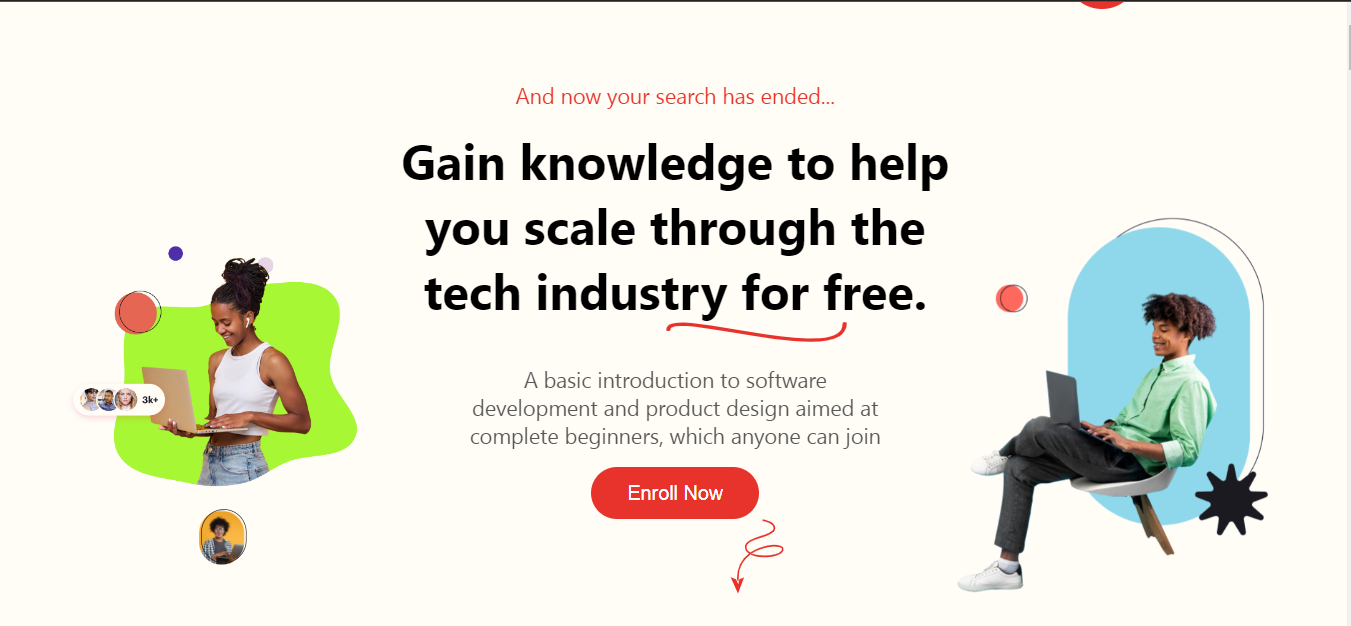 And now your search has ended...
Gain knowledge to help
you scale through the
tech industry for free.
A basic introduction to software
development and product design aimed at
complete beginners, which anyone can join
3k+
Enroll Now